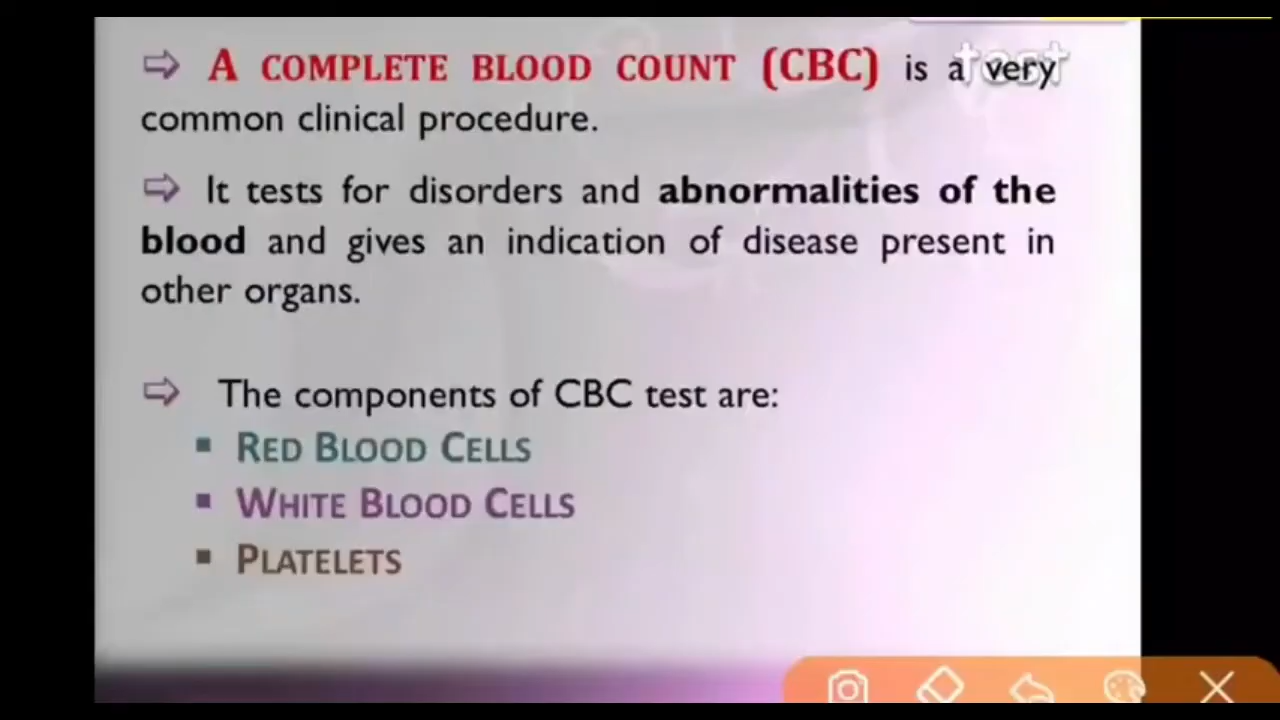 ⇨ A COMPLETE BLOOD COUNT (CBC) is a very
test
common clinical procedure.
⇨ It tests for disorders and abnormalities of the
blood and gives an indication of disease present in
other organs.
⇨ The components of CBC test are:
▪ RED BLOOD CELLS
▪ WHITE BLOOD CELLS
▪ PLATELETS